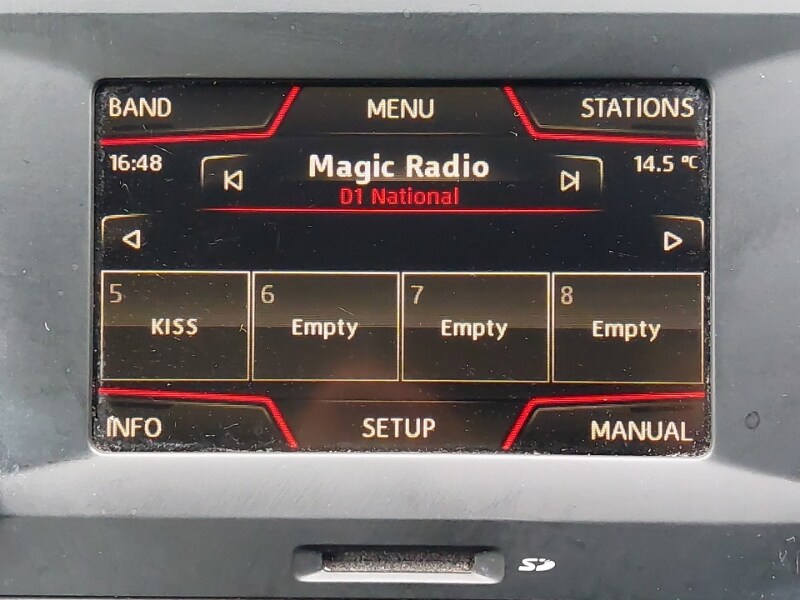 BAND MENU STATIONS
16:48 Magic Radio 14.5 °C
D1 National
5 6 7 8
KISS Empty Empty Empty
INFO SETUP MANUAL
SD